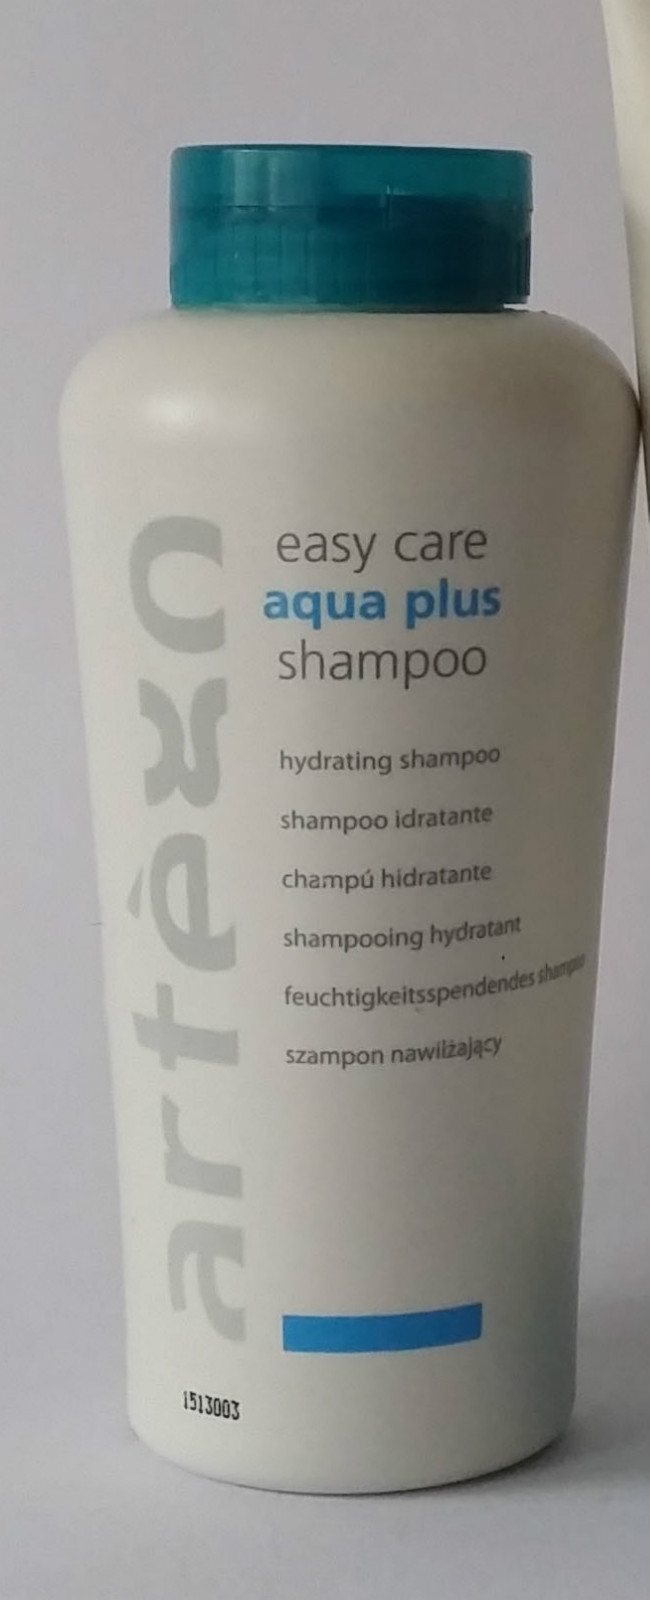 artègo
easy care
aqua plus
shampoo
hydrating shampoo
shampoo idratante
champú hidratante
shampooing hydratant
feuchtigkeitsspendendes shampoo
szampon nawilżający
1513003